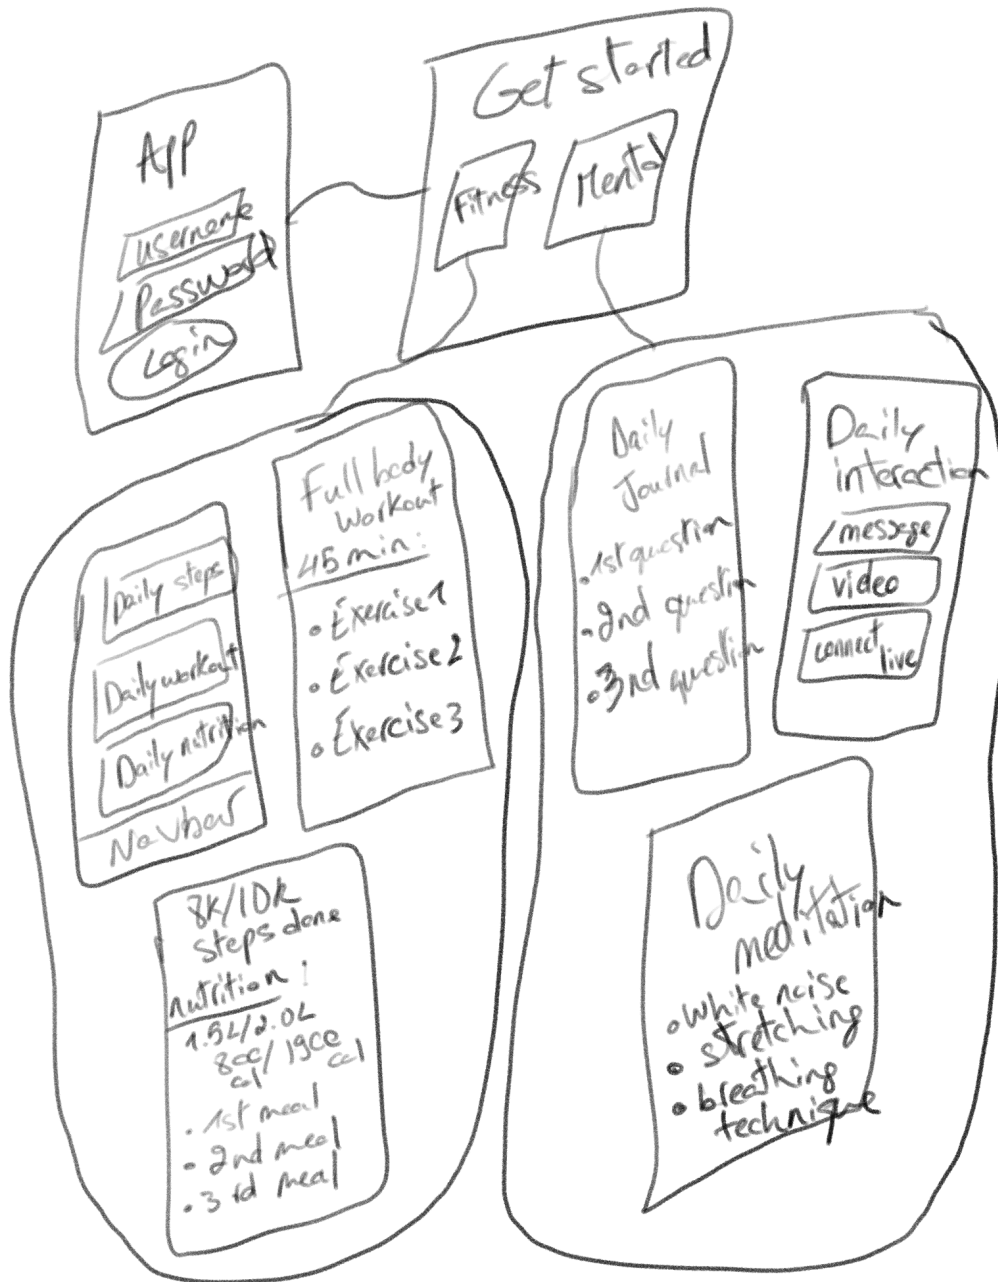 App
username
Password
Login
Get started
Fitness
Mental
Daily steps
Daily workout
Daily nutrition
Navbar
Full body
workout
45 min:
• Exercise 1
• Exercise 2
• Exercise 3
8K/10K
steps done
nutrition:
1.5L/2.0L
800/1900
cal cal
• 1st meal
• 2nd meal
• 3rd meal
Daily
Journal
• 1st question
• 2nd question
• 3nd question
Daily
interaction
message
video
connect
live
Daily
meditation
• white noise
• stretching
• breathing
technique